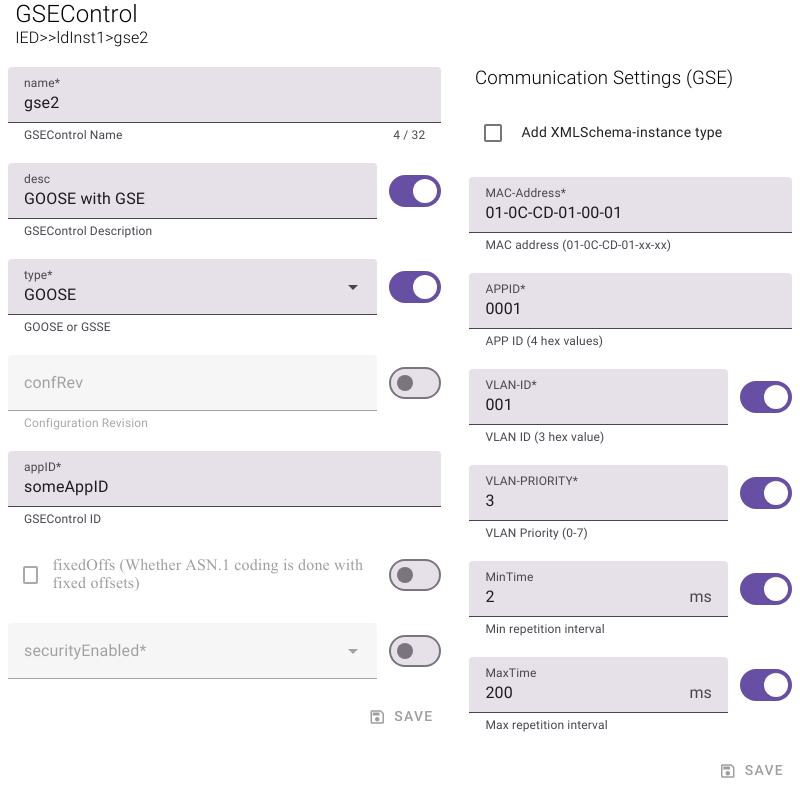 GSEControl
IED>>ldInst1>gse2
name*
gse2
GSEControl Name
4 / 32
desc
GOOSE with GSE
GSEControl Description
type*
GOOSE
GOOSE or GSSE
confRev
Configuration Revision
appID*
someAppID
GSEControl ID
fixedOffs (Whether ASN.1 coding is done with
fixed offsets)
securityEnabled*
SAVE
Communication Settings (GSE)
Add XMLSchema-instance type
MAC-Address*
01-0C-CD-01-00-01
MAC address (01-0C-CD-01-xx-xx)
APPID*
0001
APP ID (4 hex values)
VLAN-ID*
001
VLAN ID (3 hex value)
VLAN-PRIORITY*
3
VLAN Priority (0-7)
MinTime
2 ms
Min repetition interval
MaxTime
200 ms
Max repetition interval
SAVE